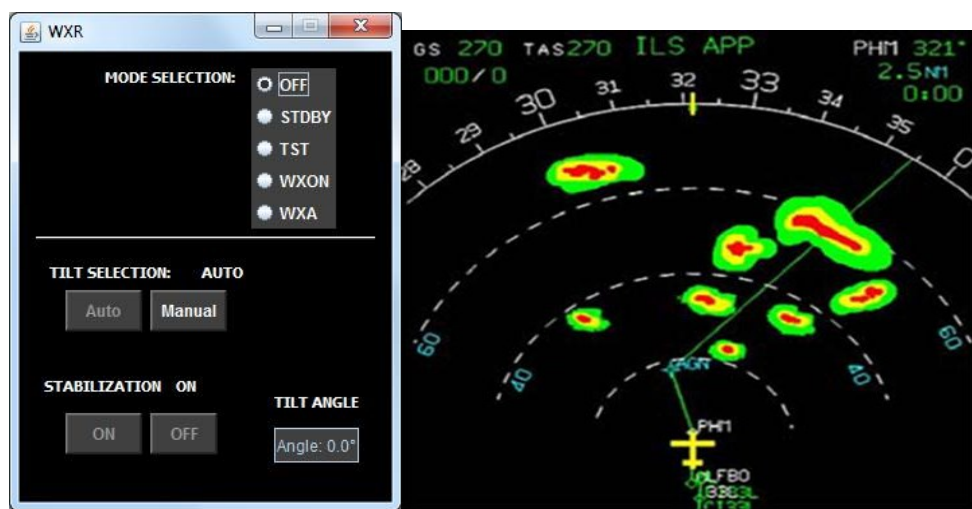 WXR
MODE SELECTION:
OFF
STDBY
TST
WXON
WXA
TILT SELECTION: AUTO
Auto Manual
STABILIZATION ON
ON OFF
TILT ANGLE
Angle: 0.0°
GS 270 TAS270 ILS APP PHM 321°
000/0 2.5NM
0:00
28 29 30 31 32 33 34 35 0
60 60
40 40
PHM
LFBO